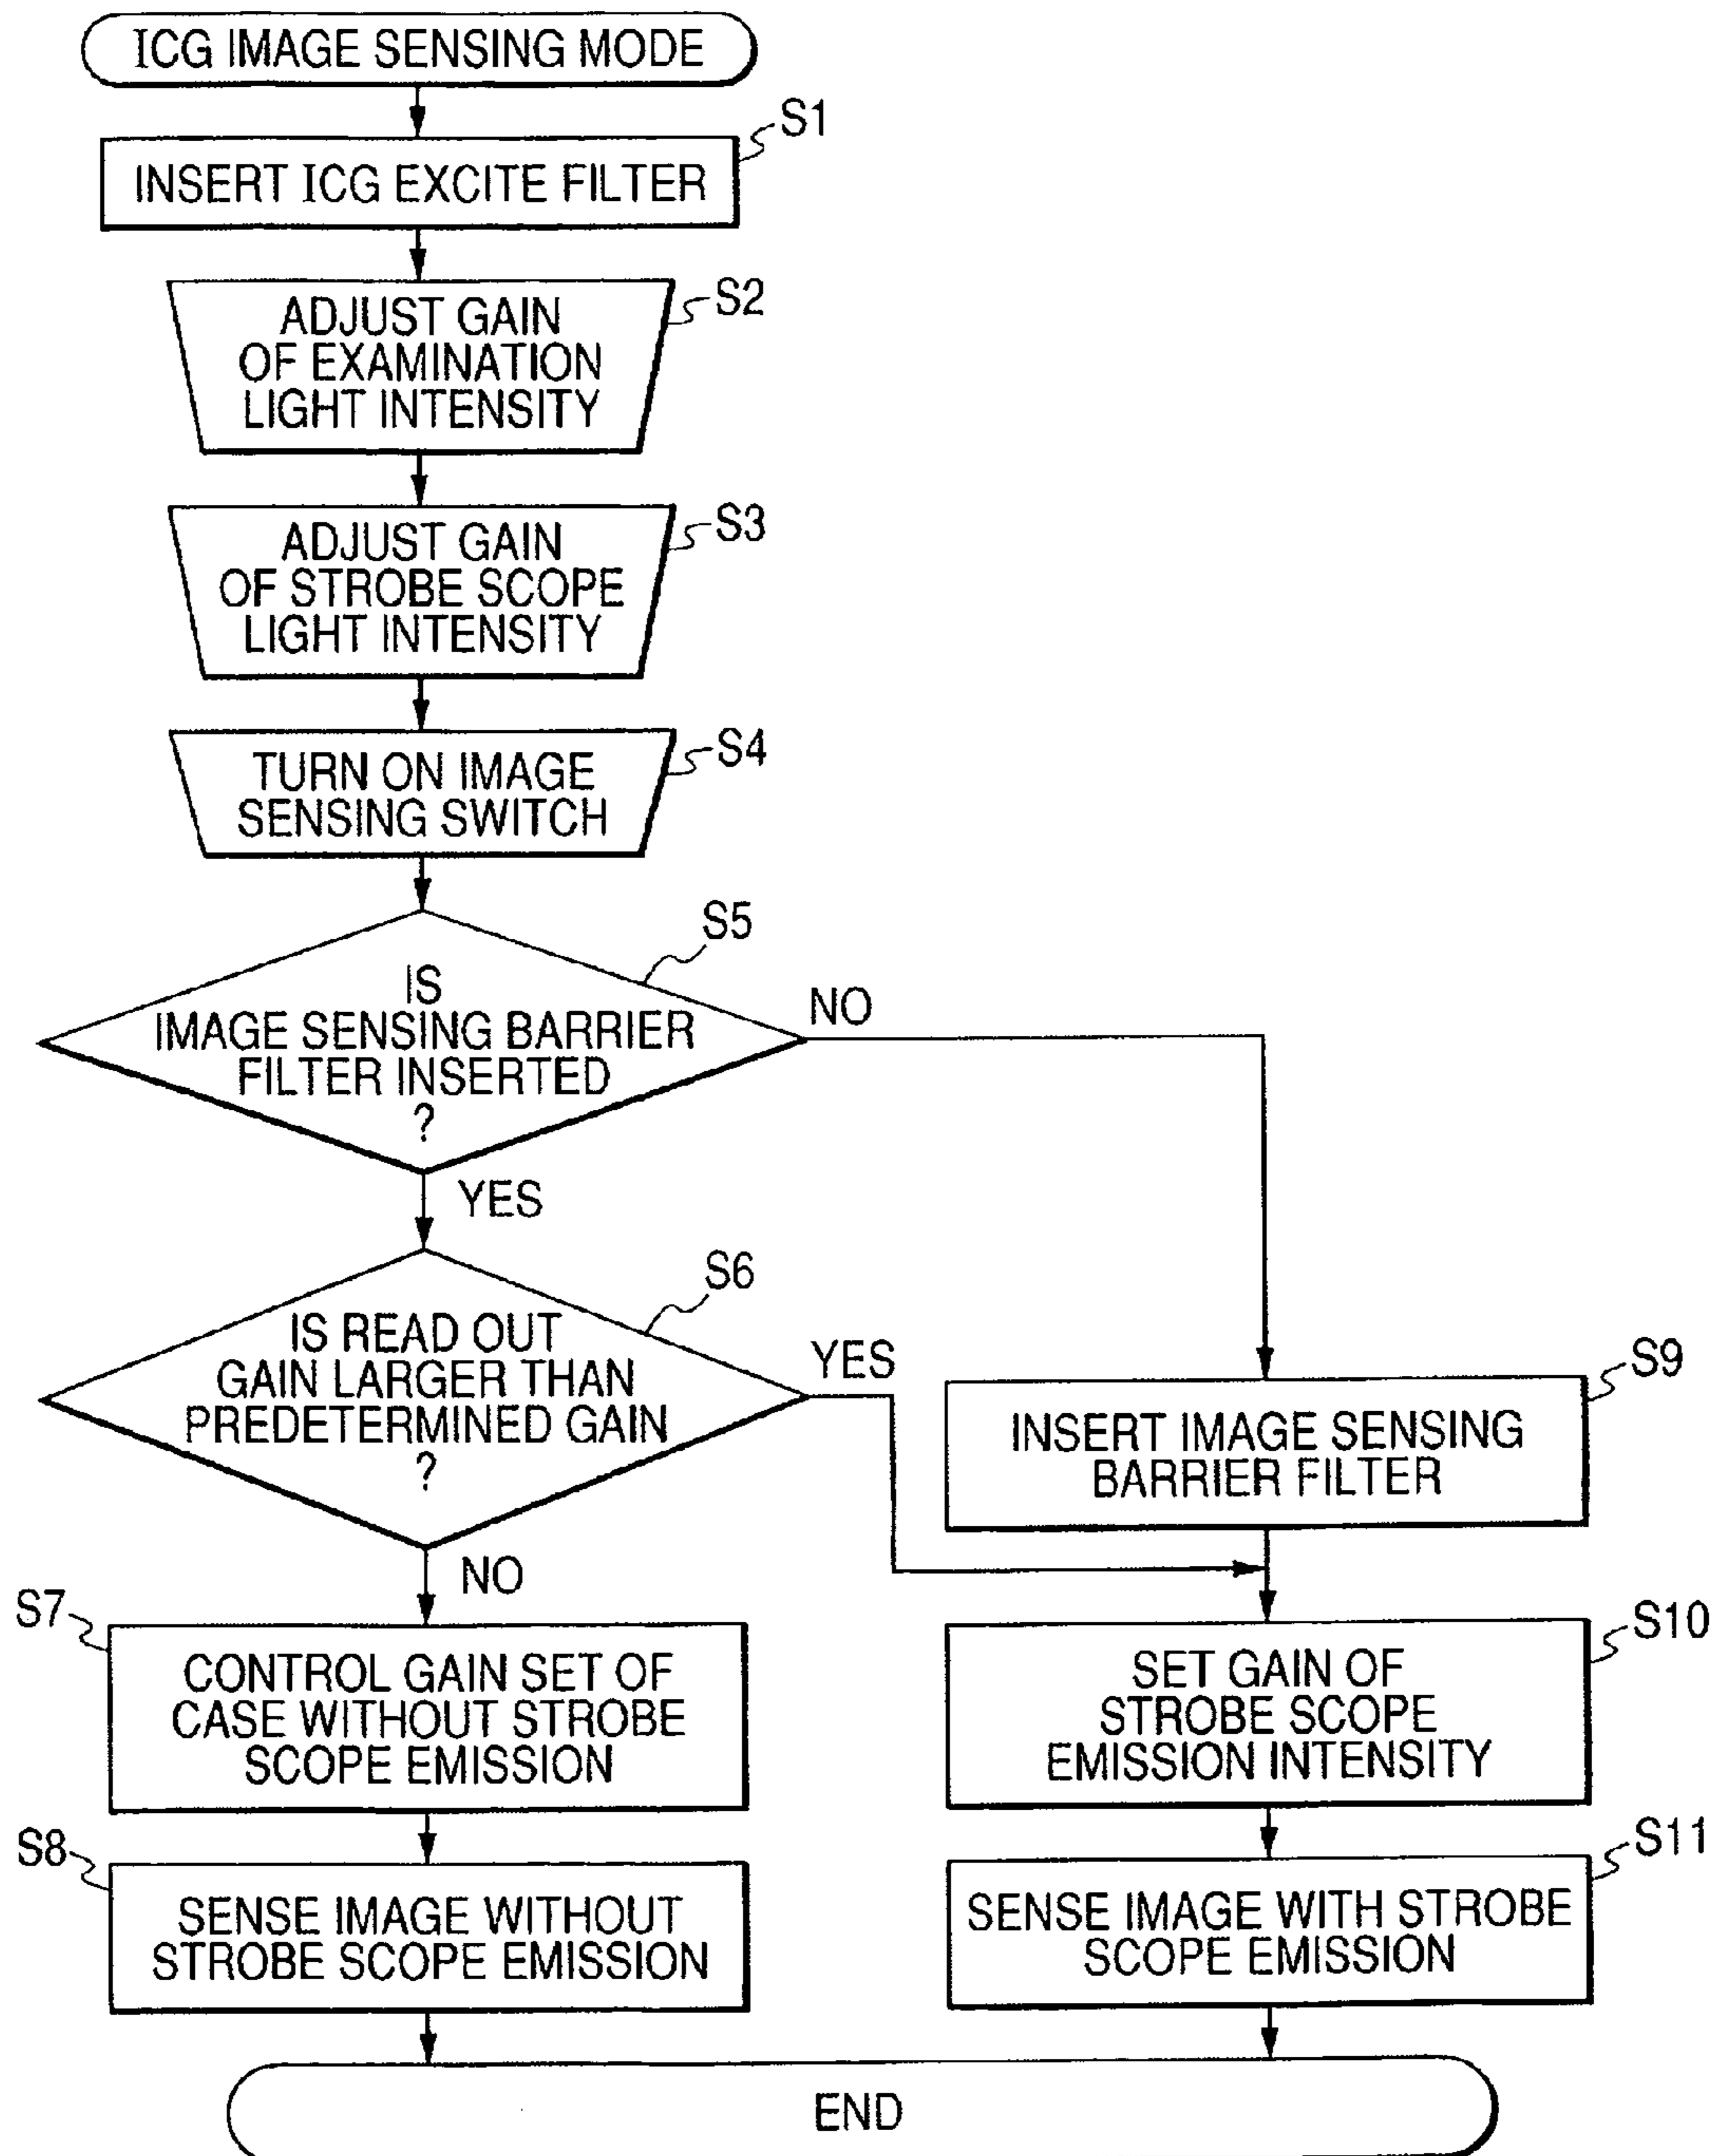 ICG IMAGE SENSING MODE
S1
INSERT ICG EXCITE FILTER
S2
ADJUST GAIN
OF EXAMINATION
LIGHT INTENSITY
S3
ADJUST GAIN
OF STROBE SCOPE
LIGHT INTENSITY
S4
TURN ON IMAGE
SENSING SWITCH
S5
IS
IMAGE SENSING BARRIER
FILTER INSERTED
?
NO
YES
S6
IS READ OUT
GAIN LARGER THAN
PREDETERMINED GAIN
?
YES
NO
S9
INSERT IMAGE SENSING
BARRIER FILTER
S7
CONTROL GAIN SET OF
CASE WITHOUT STROBE
SCOPE EMISSION
S10
SET GAIN OF
STROBE SCOPE
EMISSION INTENSITY
S8
SENSE IMAGE WITHOUT
STROBE SCOPE EMISSION
S11
SENSE IMAGE WITH STROBE
SCOPE EMISSION
END